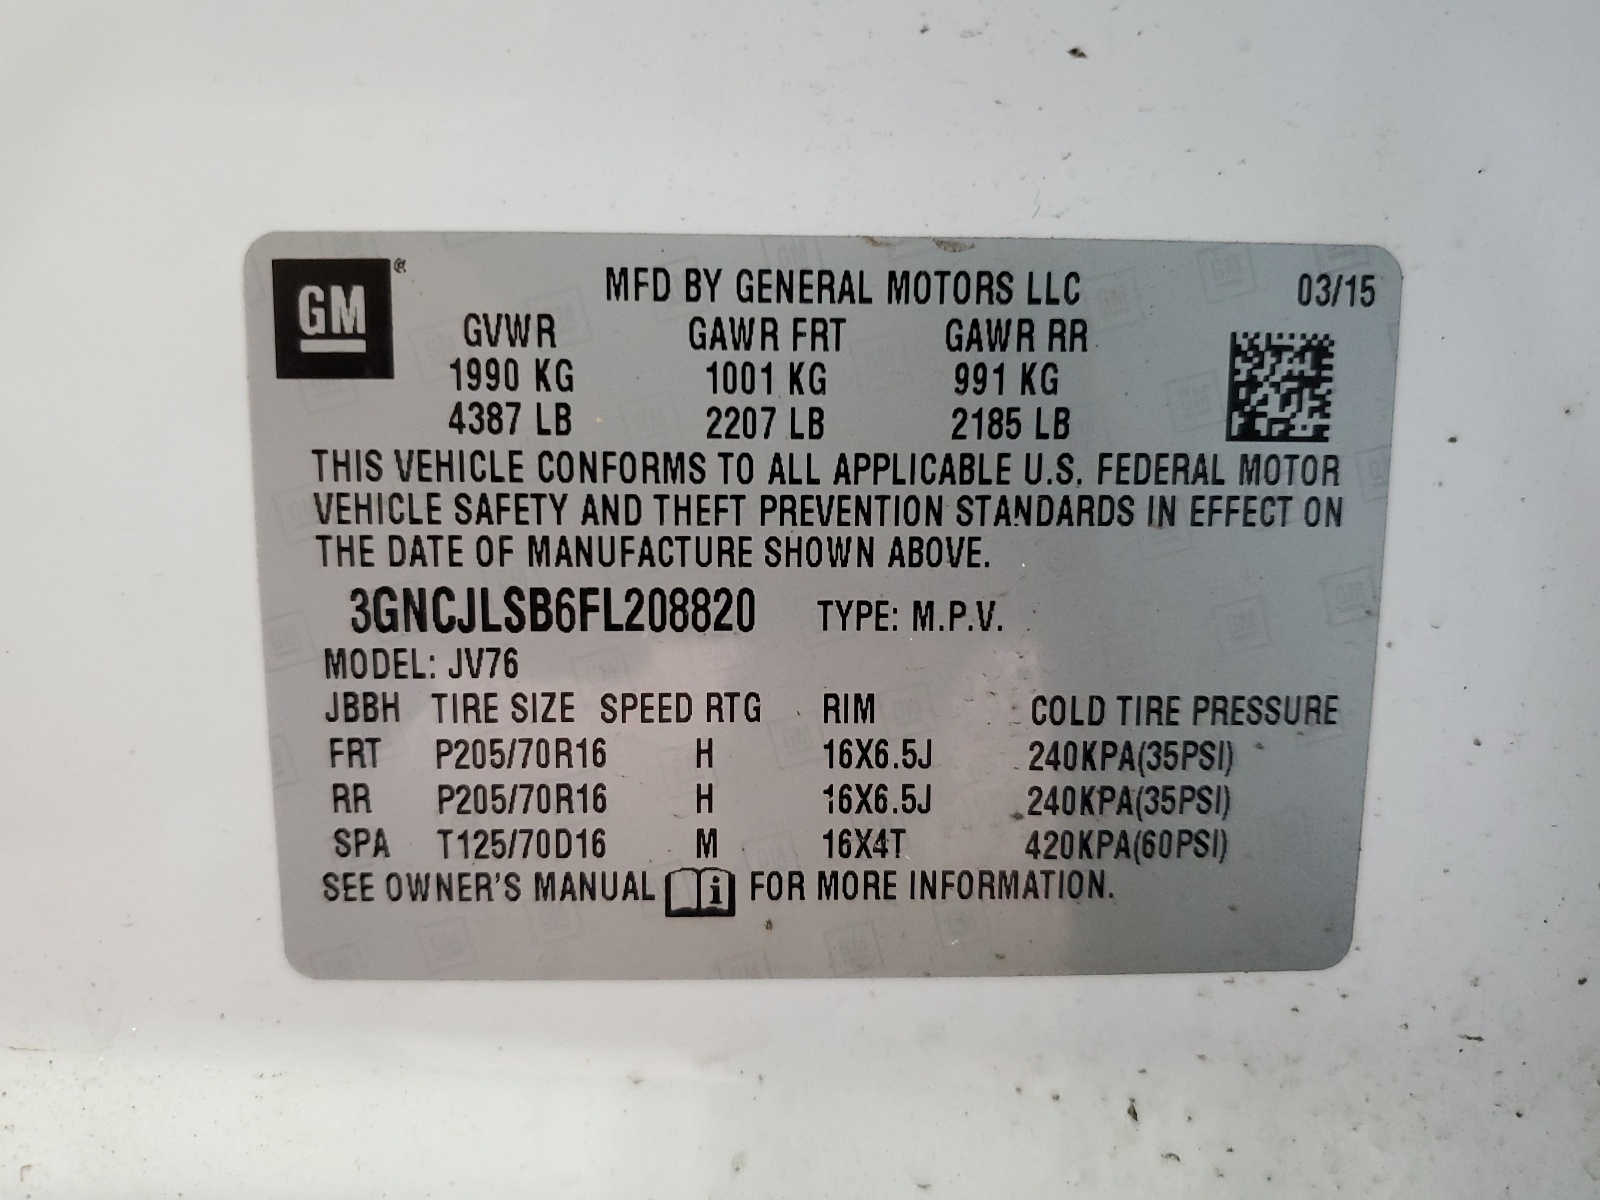 GM®
MFD BY GENERAL MOTORS LLC 03/15
GVWR GAWR FRT GAWR RR
1990 KG 1001 KG 991 KG
4387 LB 2207 LB 2185 LB
THIS VEHICLE CONFORMS TO ALL APPLICABLE U.S. FEDERAL MOTOR
VEHICLE SAFETY AND THEFT PREVENTION STANDARDS IN EFFECT ON
THE DATE OF MANUFACTURE SHOWN ABOVE.
3GNCJLSB6FL208820 TYPE: M.P.V.
MODEL: JV76
JBBH TIRE SIZE SPEED RTG RIM COLD TIRE PRESSURE
FRT P205/70R16 H 16X6.5J 240KPA(35PSI)
RR P205/70R16 H 16X6.5J 240KPA(35PSI)
SPA T125/70D16 M 16X4T 420KPA(60PSI)
SEE OWNER'S MANUAL i FOR MORE INFORMATION.